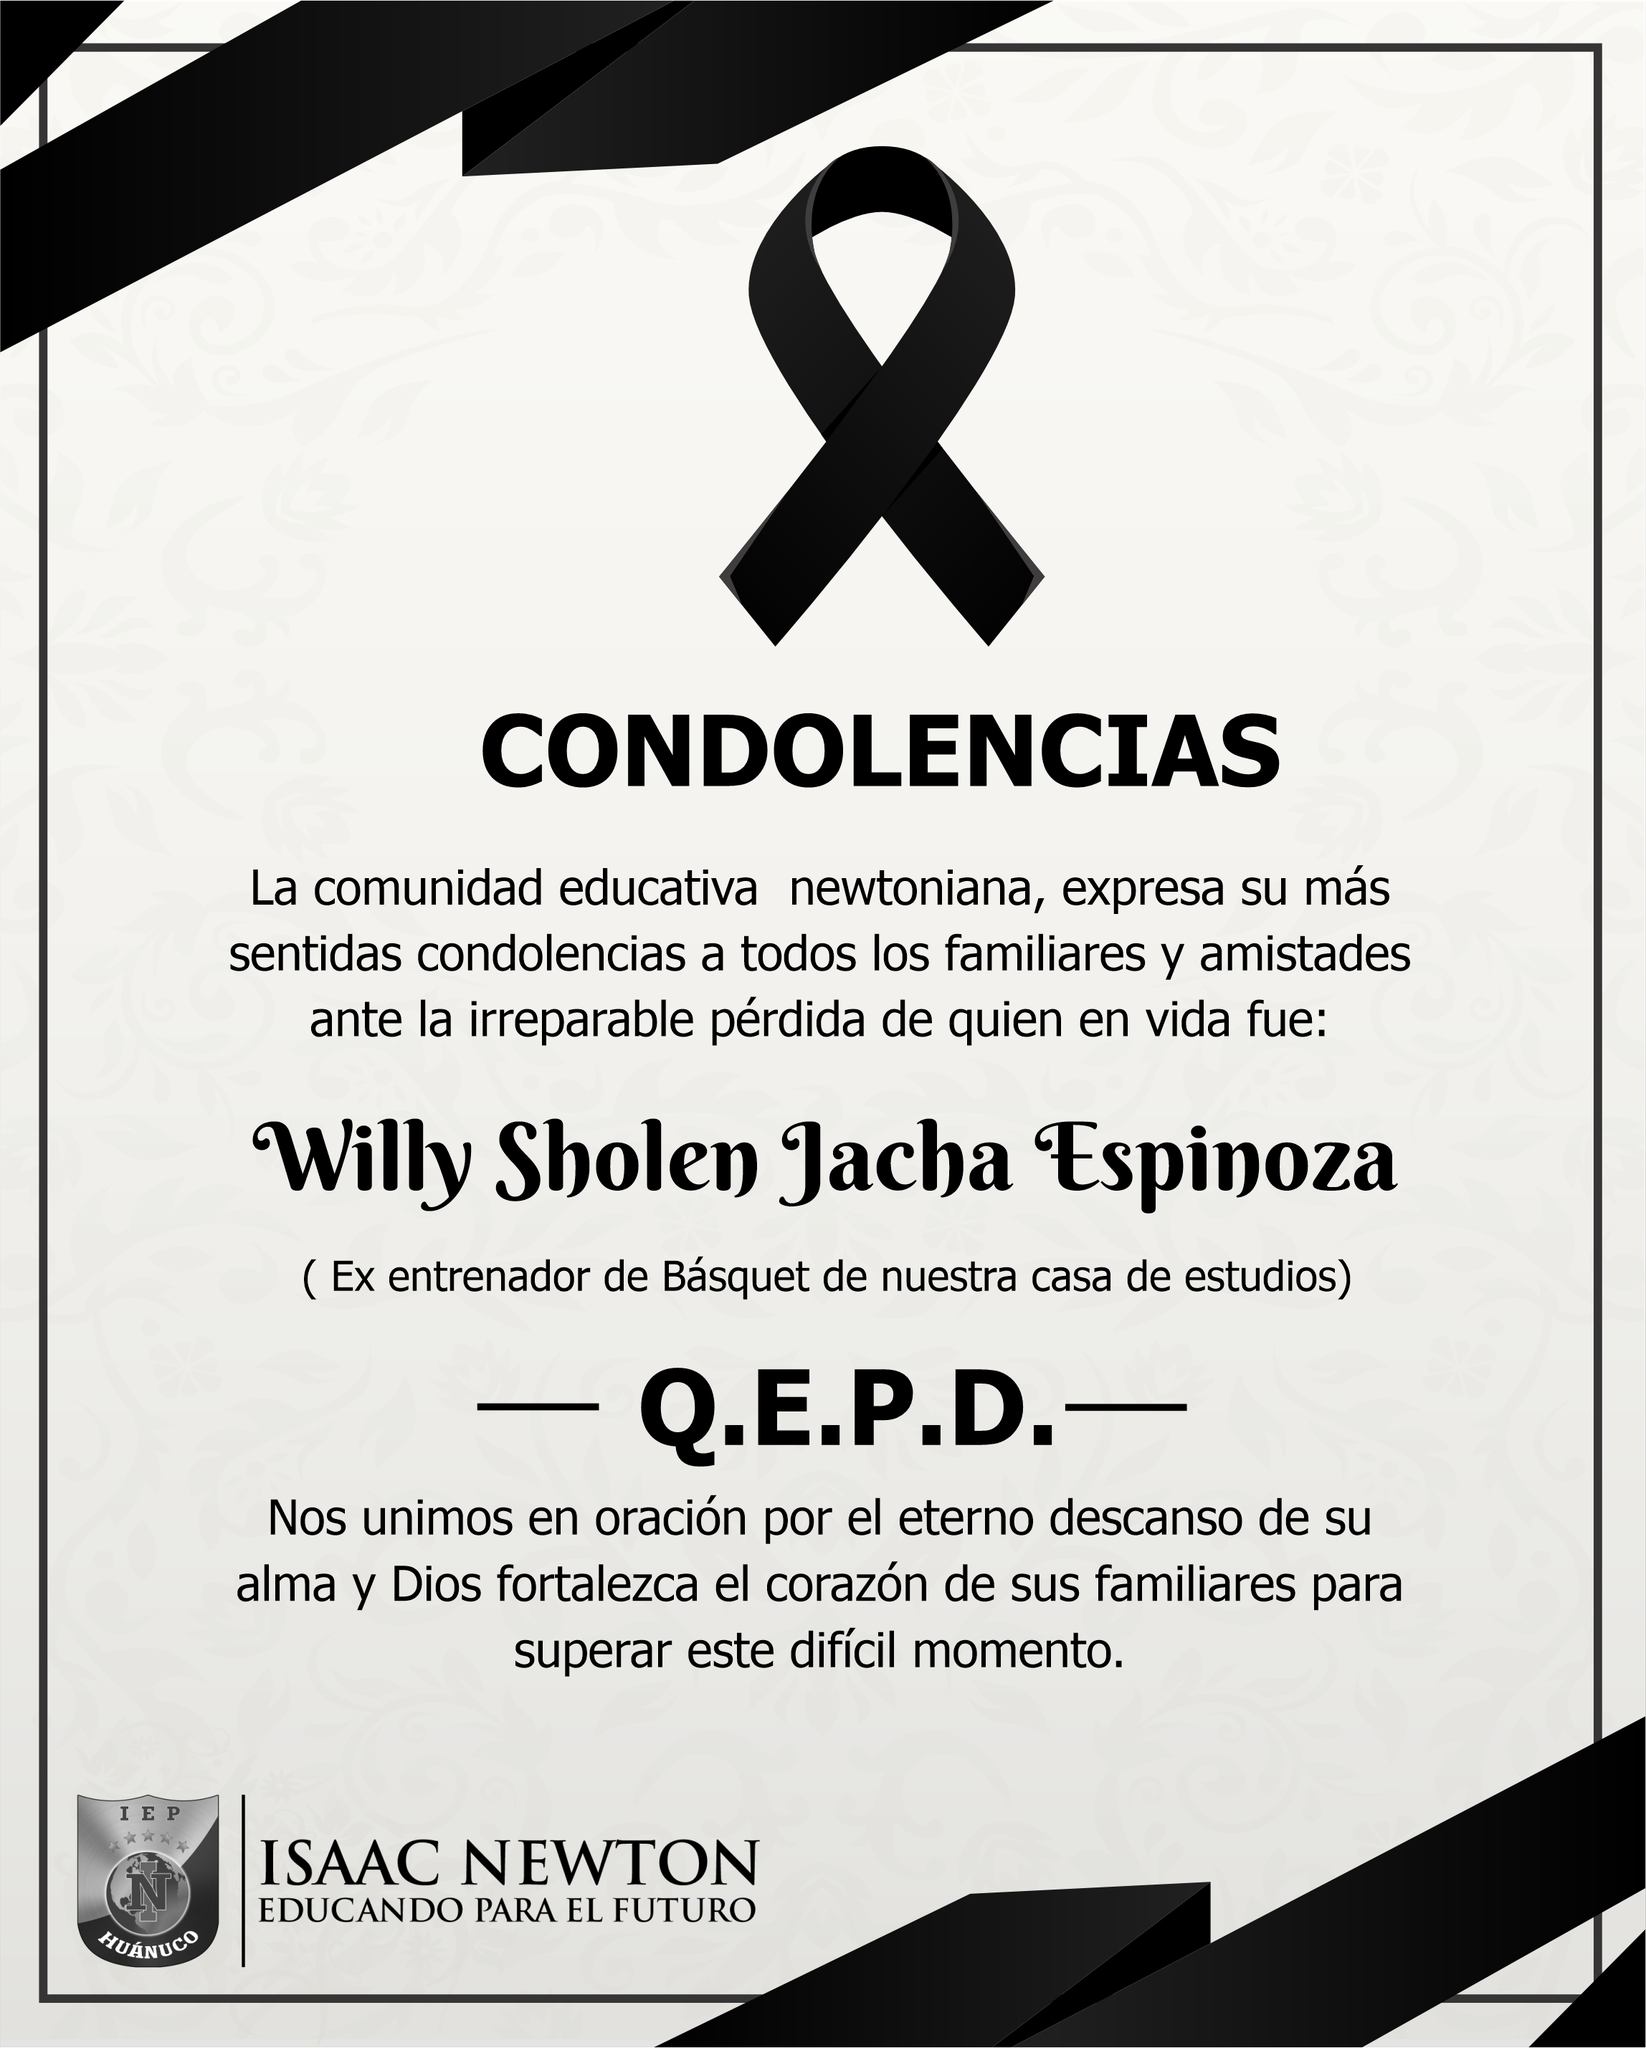 CONDOLENCIAS
La comunidad educativa  newtoniana, expresa su más
sentidas condolencias a todos los familiares y amistades
ante la irreparable pérdida de quien en vida fue:
Willy Sholen Jacha Espinoza
( Ex entrenador de Básquet de nuestra casa de estudios)
Q.E.P.D.
Nos unimos en oración por el eterno descanso de su
alma y Dios fortalezca el corazón de sus familiares para
superar este difícil momento.
I E P
IN
HUÁNUCO
ISAAC NEWTON
EDUCANDO PARA EL FUTURO